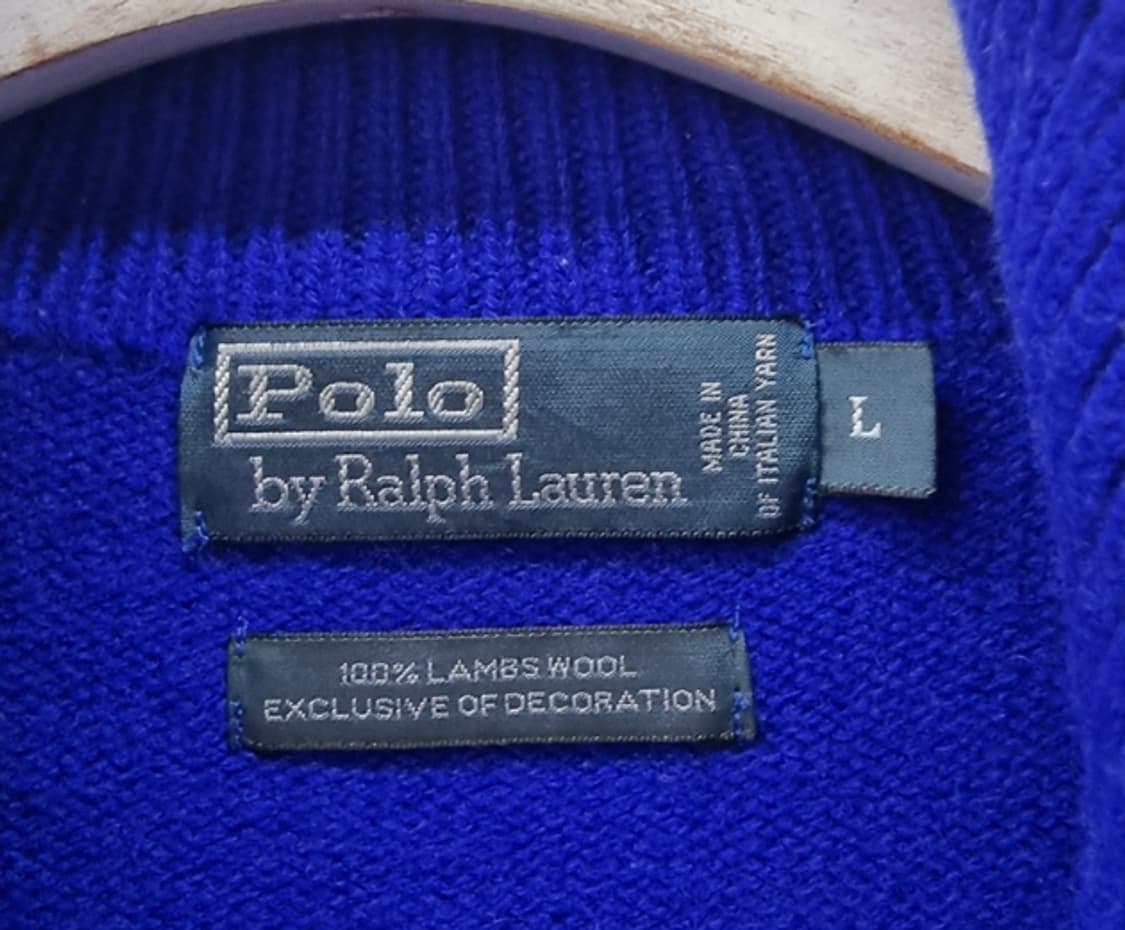 Polo
by Ralph Lauren
MADE IN
CHINA
OF ITALIAN YARN
L
100% LAMBS WOOL
EXCLUSIVE OF DECORATION